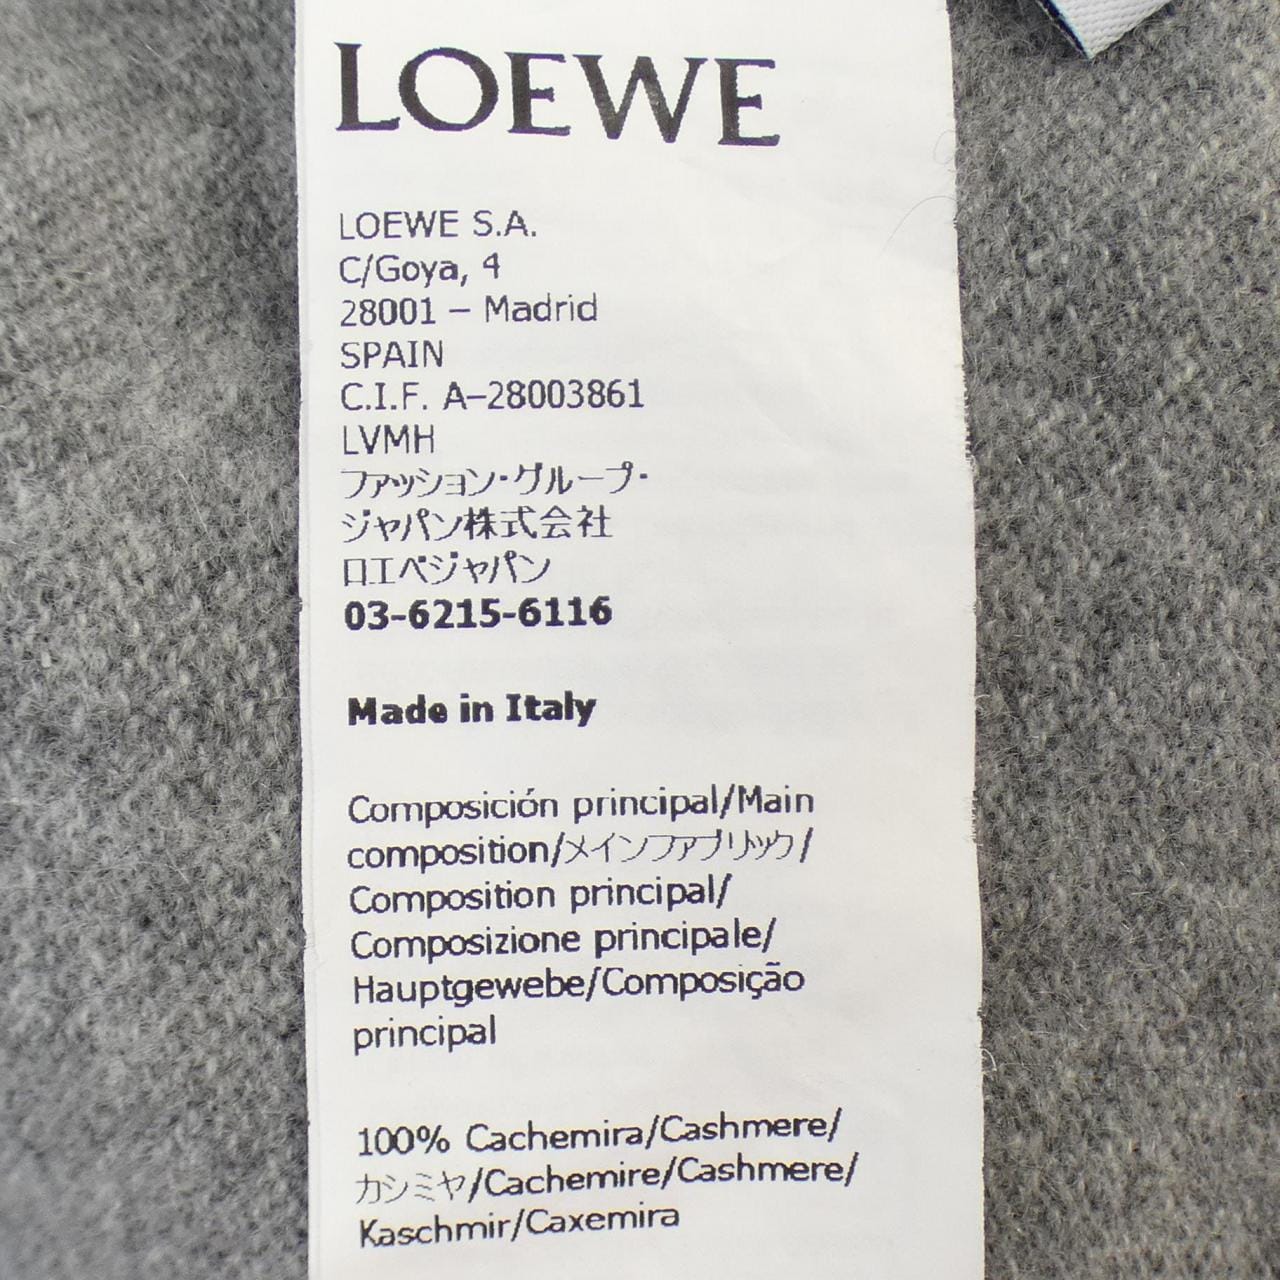 LOEWE
LOEWE S.A.
C/Goya, 4
28001 – Madrid
SPAIN
C.I.F. A–28003861
LVMH
ファッション・グループ・
ジャパン株式会社
ロエベジャパン
03-6215-6116
Made in Italy
Composición principal/Main
composition/メインファブリック/
Composition principal/
Composizione principale/
Hauptgewebe/Composição
principal
100% Cachemira/Cashmere/
カシミヤ/Cachemire/Cashmere/
Kaschmir/Caxemira